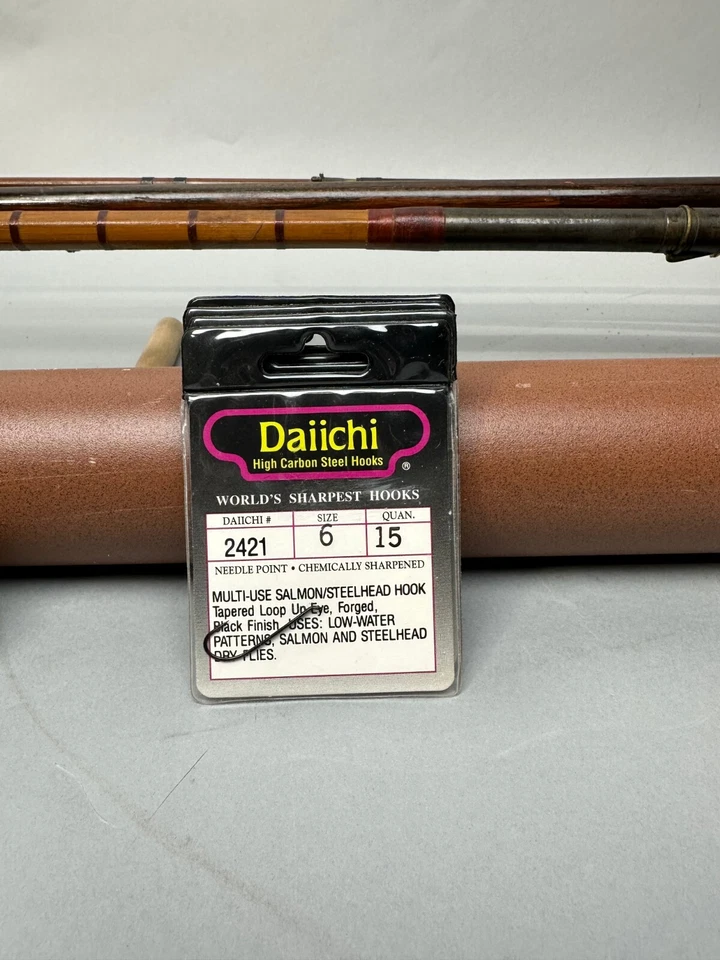 Daiichi
High Carbon Steel Hooks ®
WORLD'S SHARPEST HOOKS
DAIICHI # SIZE QUAN.
2421 6 15
NEEDLE POINT • CHEMICALLY SHARPENED
MULTI-USE SALMON/STEELHEAD HOOK
Tapered Loop Up Eye, Forged,
Black Finish. USES: LOW-WATER
PATTERNS, SALMON AND STEELHEAD
DRY FLIES.